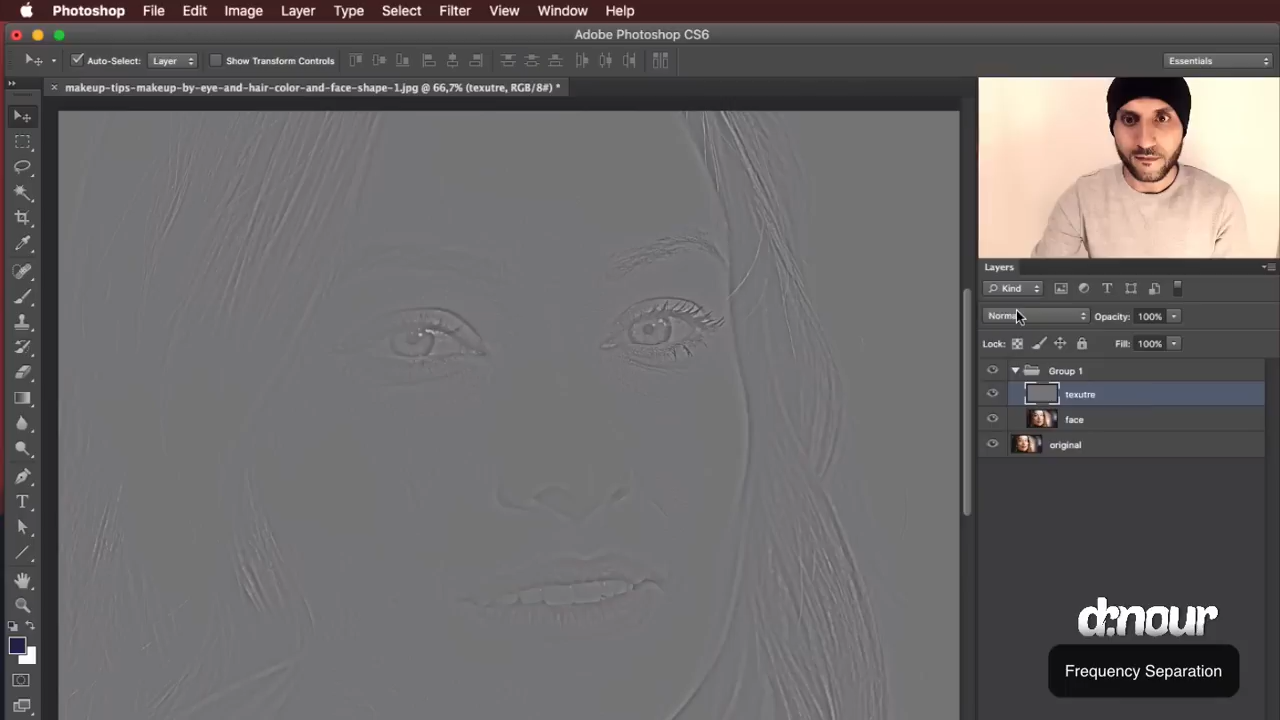 Photoshop File Edit Image Layer Type Select Filter View Window Help
Adobe Photoshop CS6
Auto-Select: Layer Show Transform Controls Essentials
makeup-tips-makeup-by-eye-and-hair-color-and-face-shape-1.jpg @ 66,7% (texutre, RGB/8#) *
Layers
Kind
Normal Opacity: 100%
Lock: Fill: 100%
Group 1
texutre
face
original
d:nour
Frequency Separation